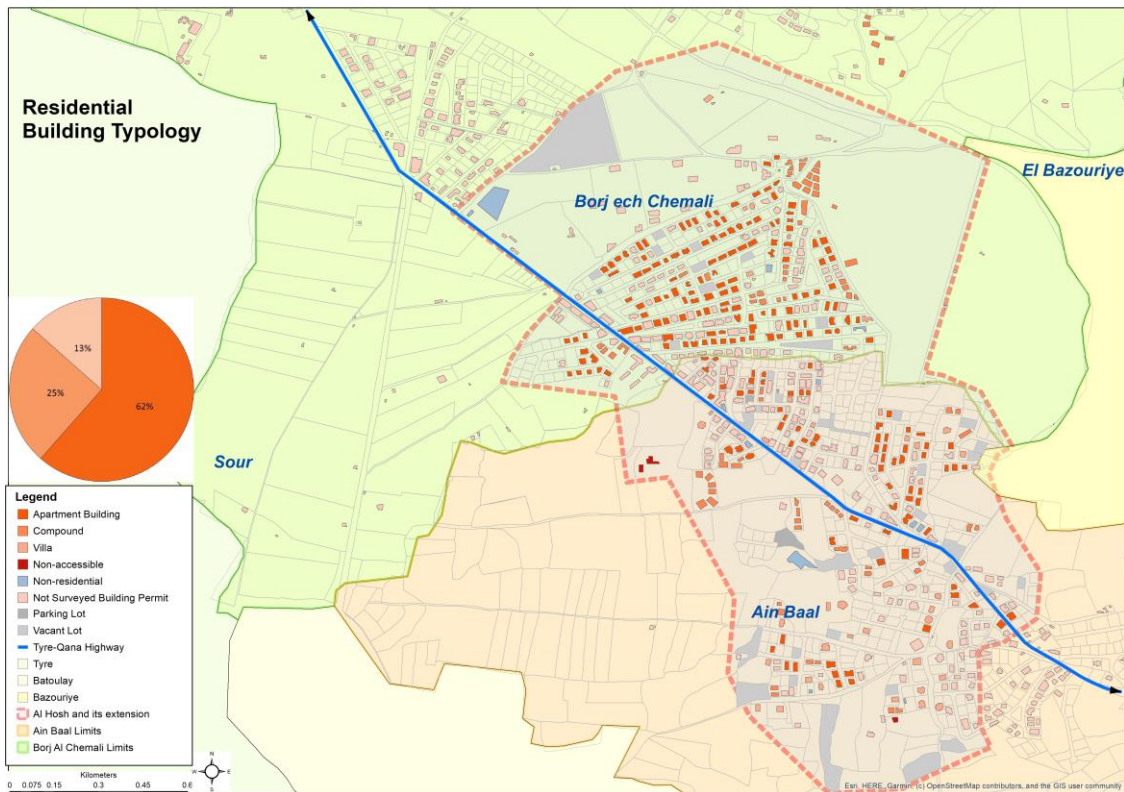 Residential
Building Typology
El Bazouriye
Borj ech Chemali
13%
25%
62%
Sour
Ain Baal
Legend
Apartment Building
Compound
Villa
Non-accessible
Non-residential
Not Surveyed Building Permit
Parking Lot
Vacant Lot
Tyre-Qana Highway
Tyre
Batoulay
Bazouriye
Al Hosh and its extension
Ain Baal Limits
Borj Al Chemali Limits
Kilometers
0 0.075 0.15 0.3 0.45 0.6
N
W E
S
Esri, HERE, Garmin, (c) OpenStreetMap contributors, and the GIS user community